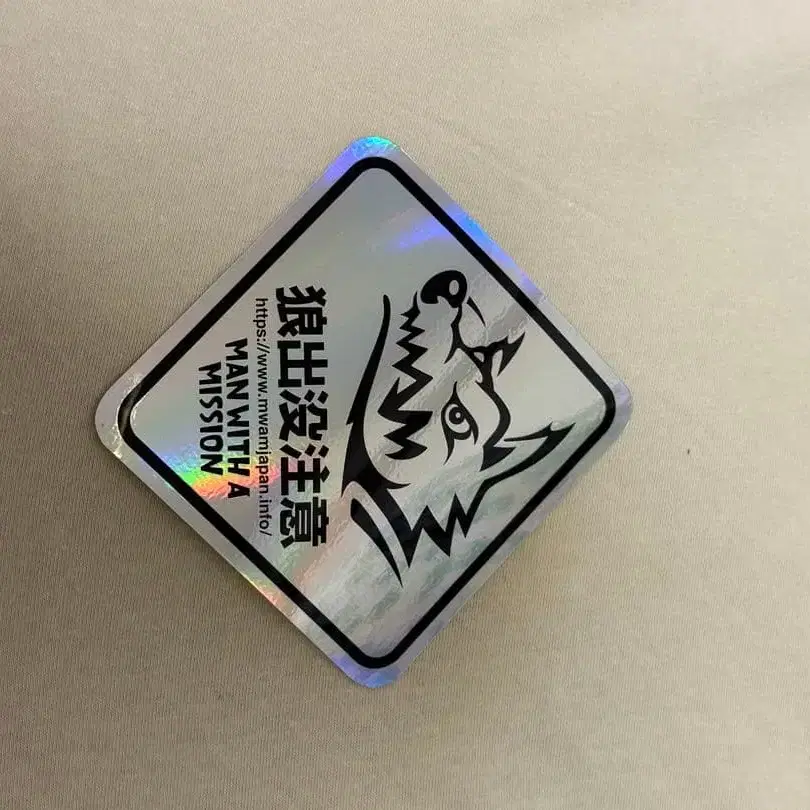 狼出没注意
https://www.mwamjapan.info/
MAN WITH A
MISSION